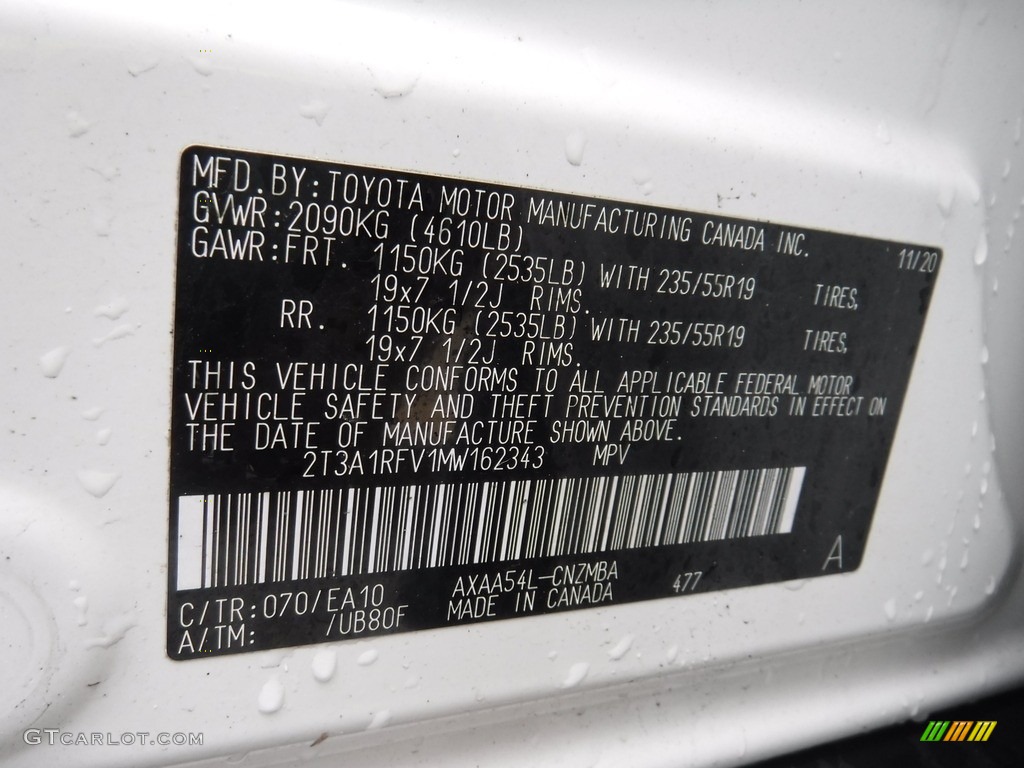 MFD.BY:TOYOTA MOTOR MANUFACTURING CANADA INC.
GVWR:2090KG (4610LB) 11/20
GAWR:FRT. 1150KG (2535LB) WITH 235/55R19 TIRES,
19x7 1/2J RIMS.
RR. 1150KG (2535LB) WITH 235/55R19 TIRES,
19x7 1/2J RIMS.
THIS VEHICLE CONFORMS TO ALL APPLICABLE FEDERAL MOTOR
VEHICLE SAFETY AND THEFT PREVENTION STANDARDS IN EFFECT ON
THE DATE OF MANUFACTURE SHOWN ABOVE.
2T3A1RFV1MW162343 MPV
A
C/TR:070/EA10 AXAA54L-CNZMBA 477
A/TM: /UB80F MADE IN CANADA
GTCARLOT.COM